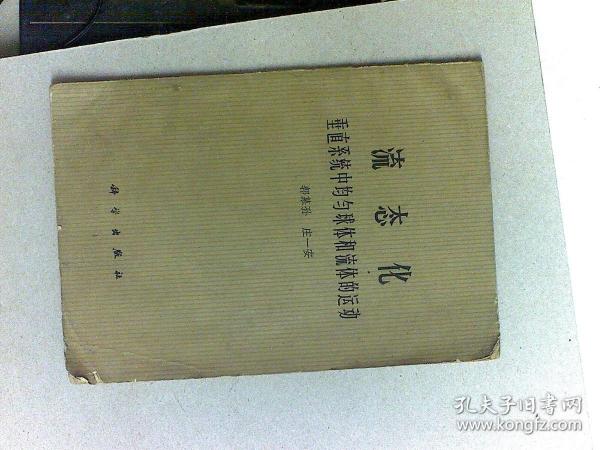 流态化
垂直系统中均匀球体和流体的运动
郭慕孙 庄一安
科学出版社
孔夫子旧书网
www.kongfz.com